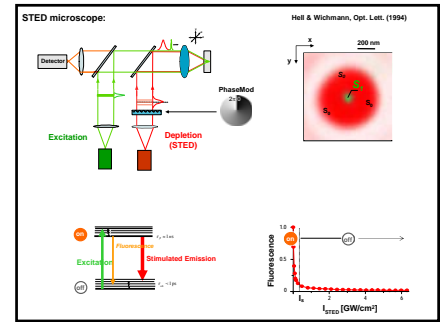 STED microscope:
Hell & Wichmann, Opt. Lett. (1994)
x
200 nm
y
Detector
PhaseMod
2π 0
Excitation
Depletion
(STED)
S₀
S₁
S₀
S₀
on
Fluorescence
Excitation
Stimulated Emission
off
Fluorescence
1.0
0.5
0
on
off
Iₛ
0
2
4
6
I_STED [GW/cm²]